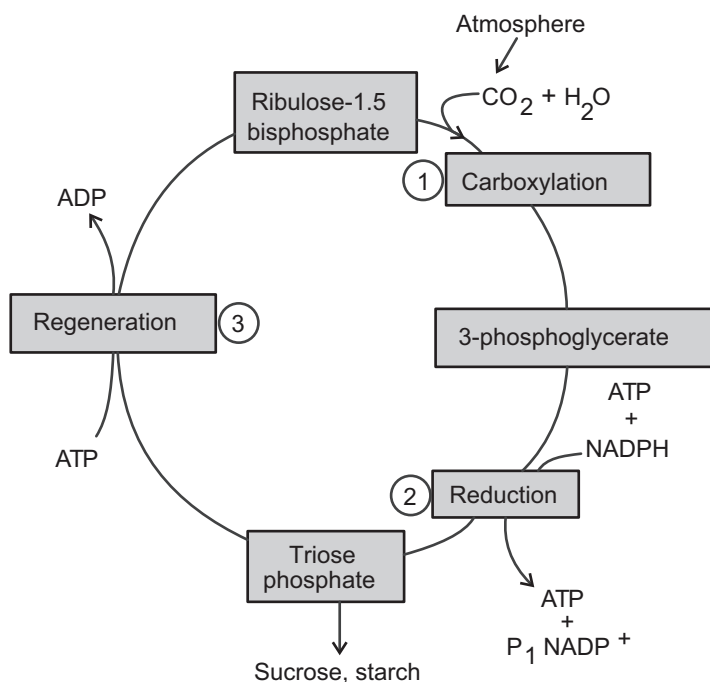 Atmosphere
CO2 + H2O
Ribulose-1.5
bisphosphate
1
Carboxylation
ADP
Regeneration
3
3-phosphoglycerate
ATP
+
NADPH
ATP
2
Reduction
Triose
phosphate
ATP
+
P1 NADP +
Sucrose, starch